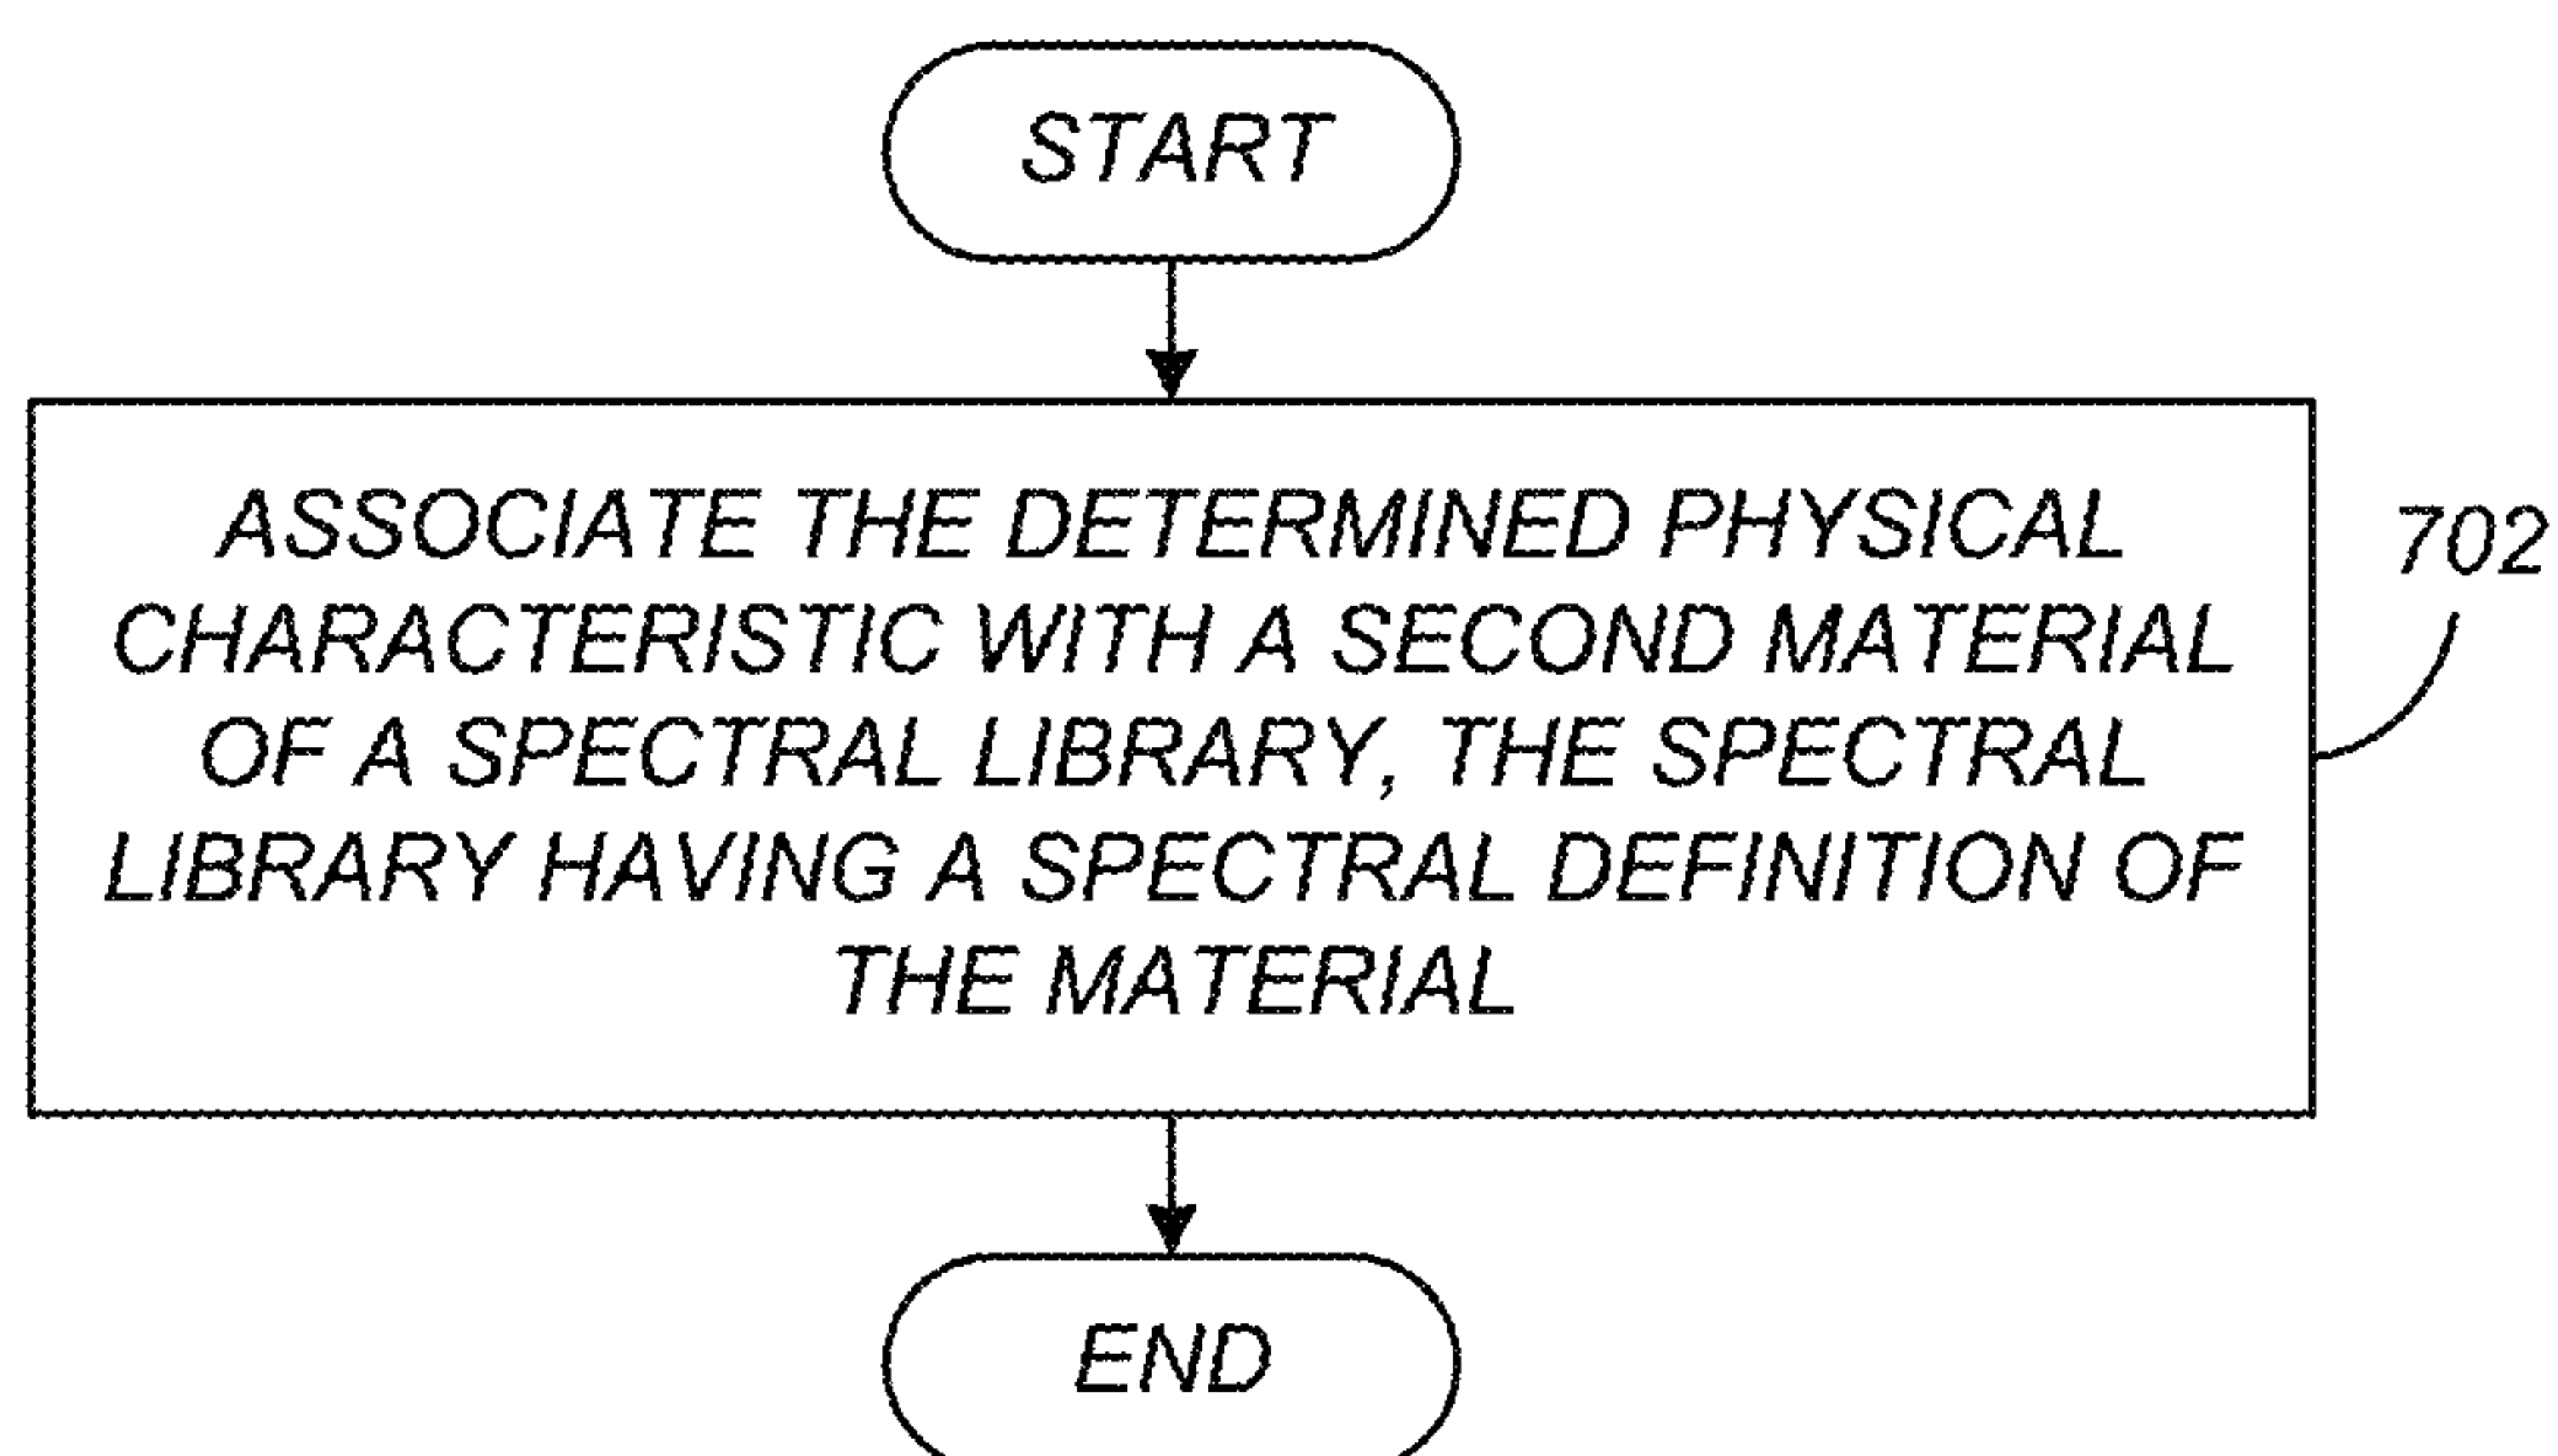 START
ASSOCIATE THE DETERMINED PHYSICAL
CHARACTERISTIC WITH A SECOND MATERIAL
OF A SPECTRAL LIBRARY, THE SPECTRAL
LIBRARY HAVING A SPECTRAL DEFINITION OF
THE MATERIAL
702
END